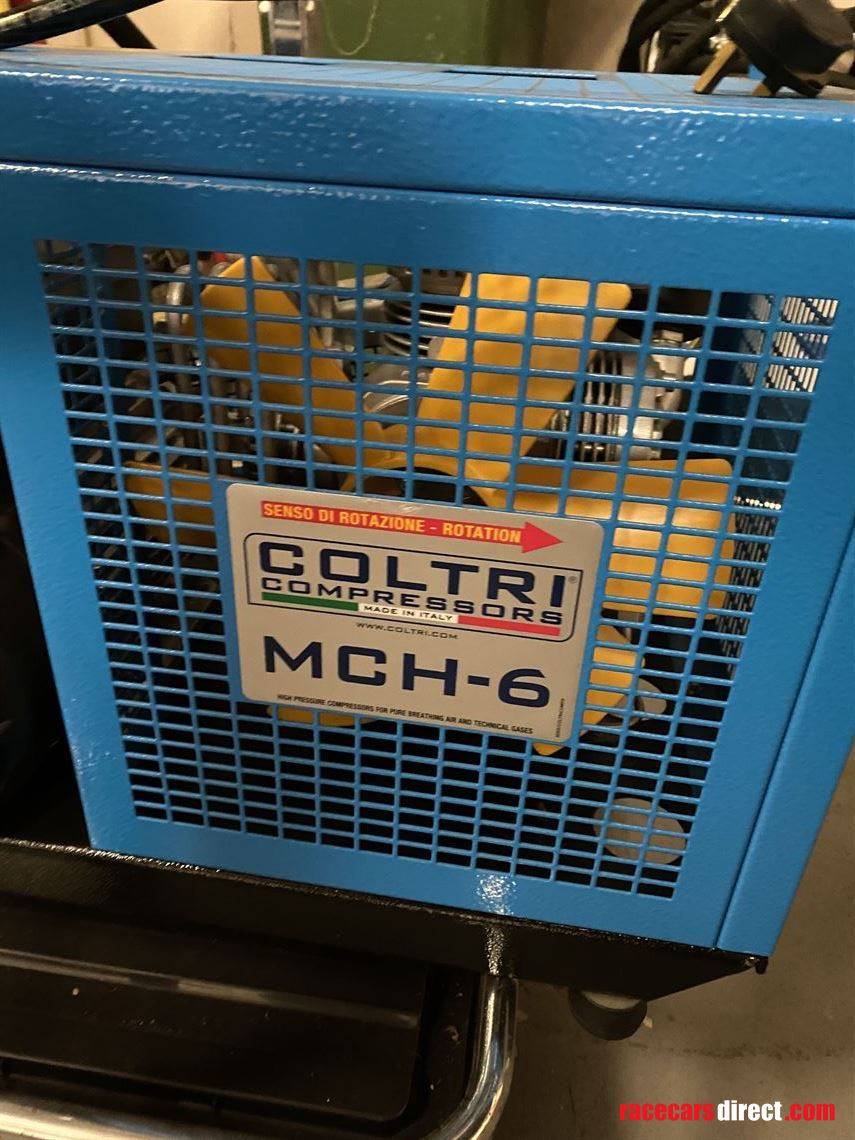 SENSO DI ROTAZIONE - ROTATION
COLTRI®
COMPRESSORS
MADE IN ITALY
WWW.COLTRI.COM
MCH-6
HIGH PRESSURE COMPRESSORS FOR PURE BREATHING AIR AND TECHNICAL GASES
racecarsdirect.com